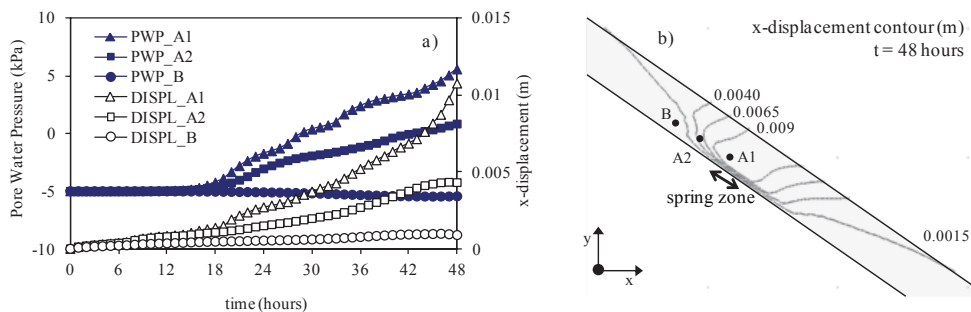 a)
Pore Water Pressure (kPa)
10
5
0
-5
-10
PWP_A1
PWP_A2
PWP_B
DISPL_A1
DISPL_A2
DISPL_B
0.015
0.01
0.005
0
x-displacement (m)
0 6 12 18 24 30 36 42 48
time (hours)
b)
x-displacement contour (m)
t = 48 hours
0.0040
0.0065
0.009
B
A2
A1
spring zone
0.0015
y
x